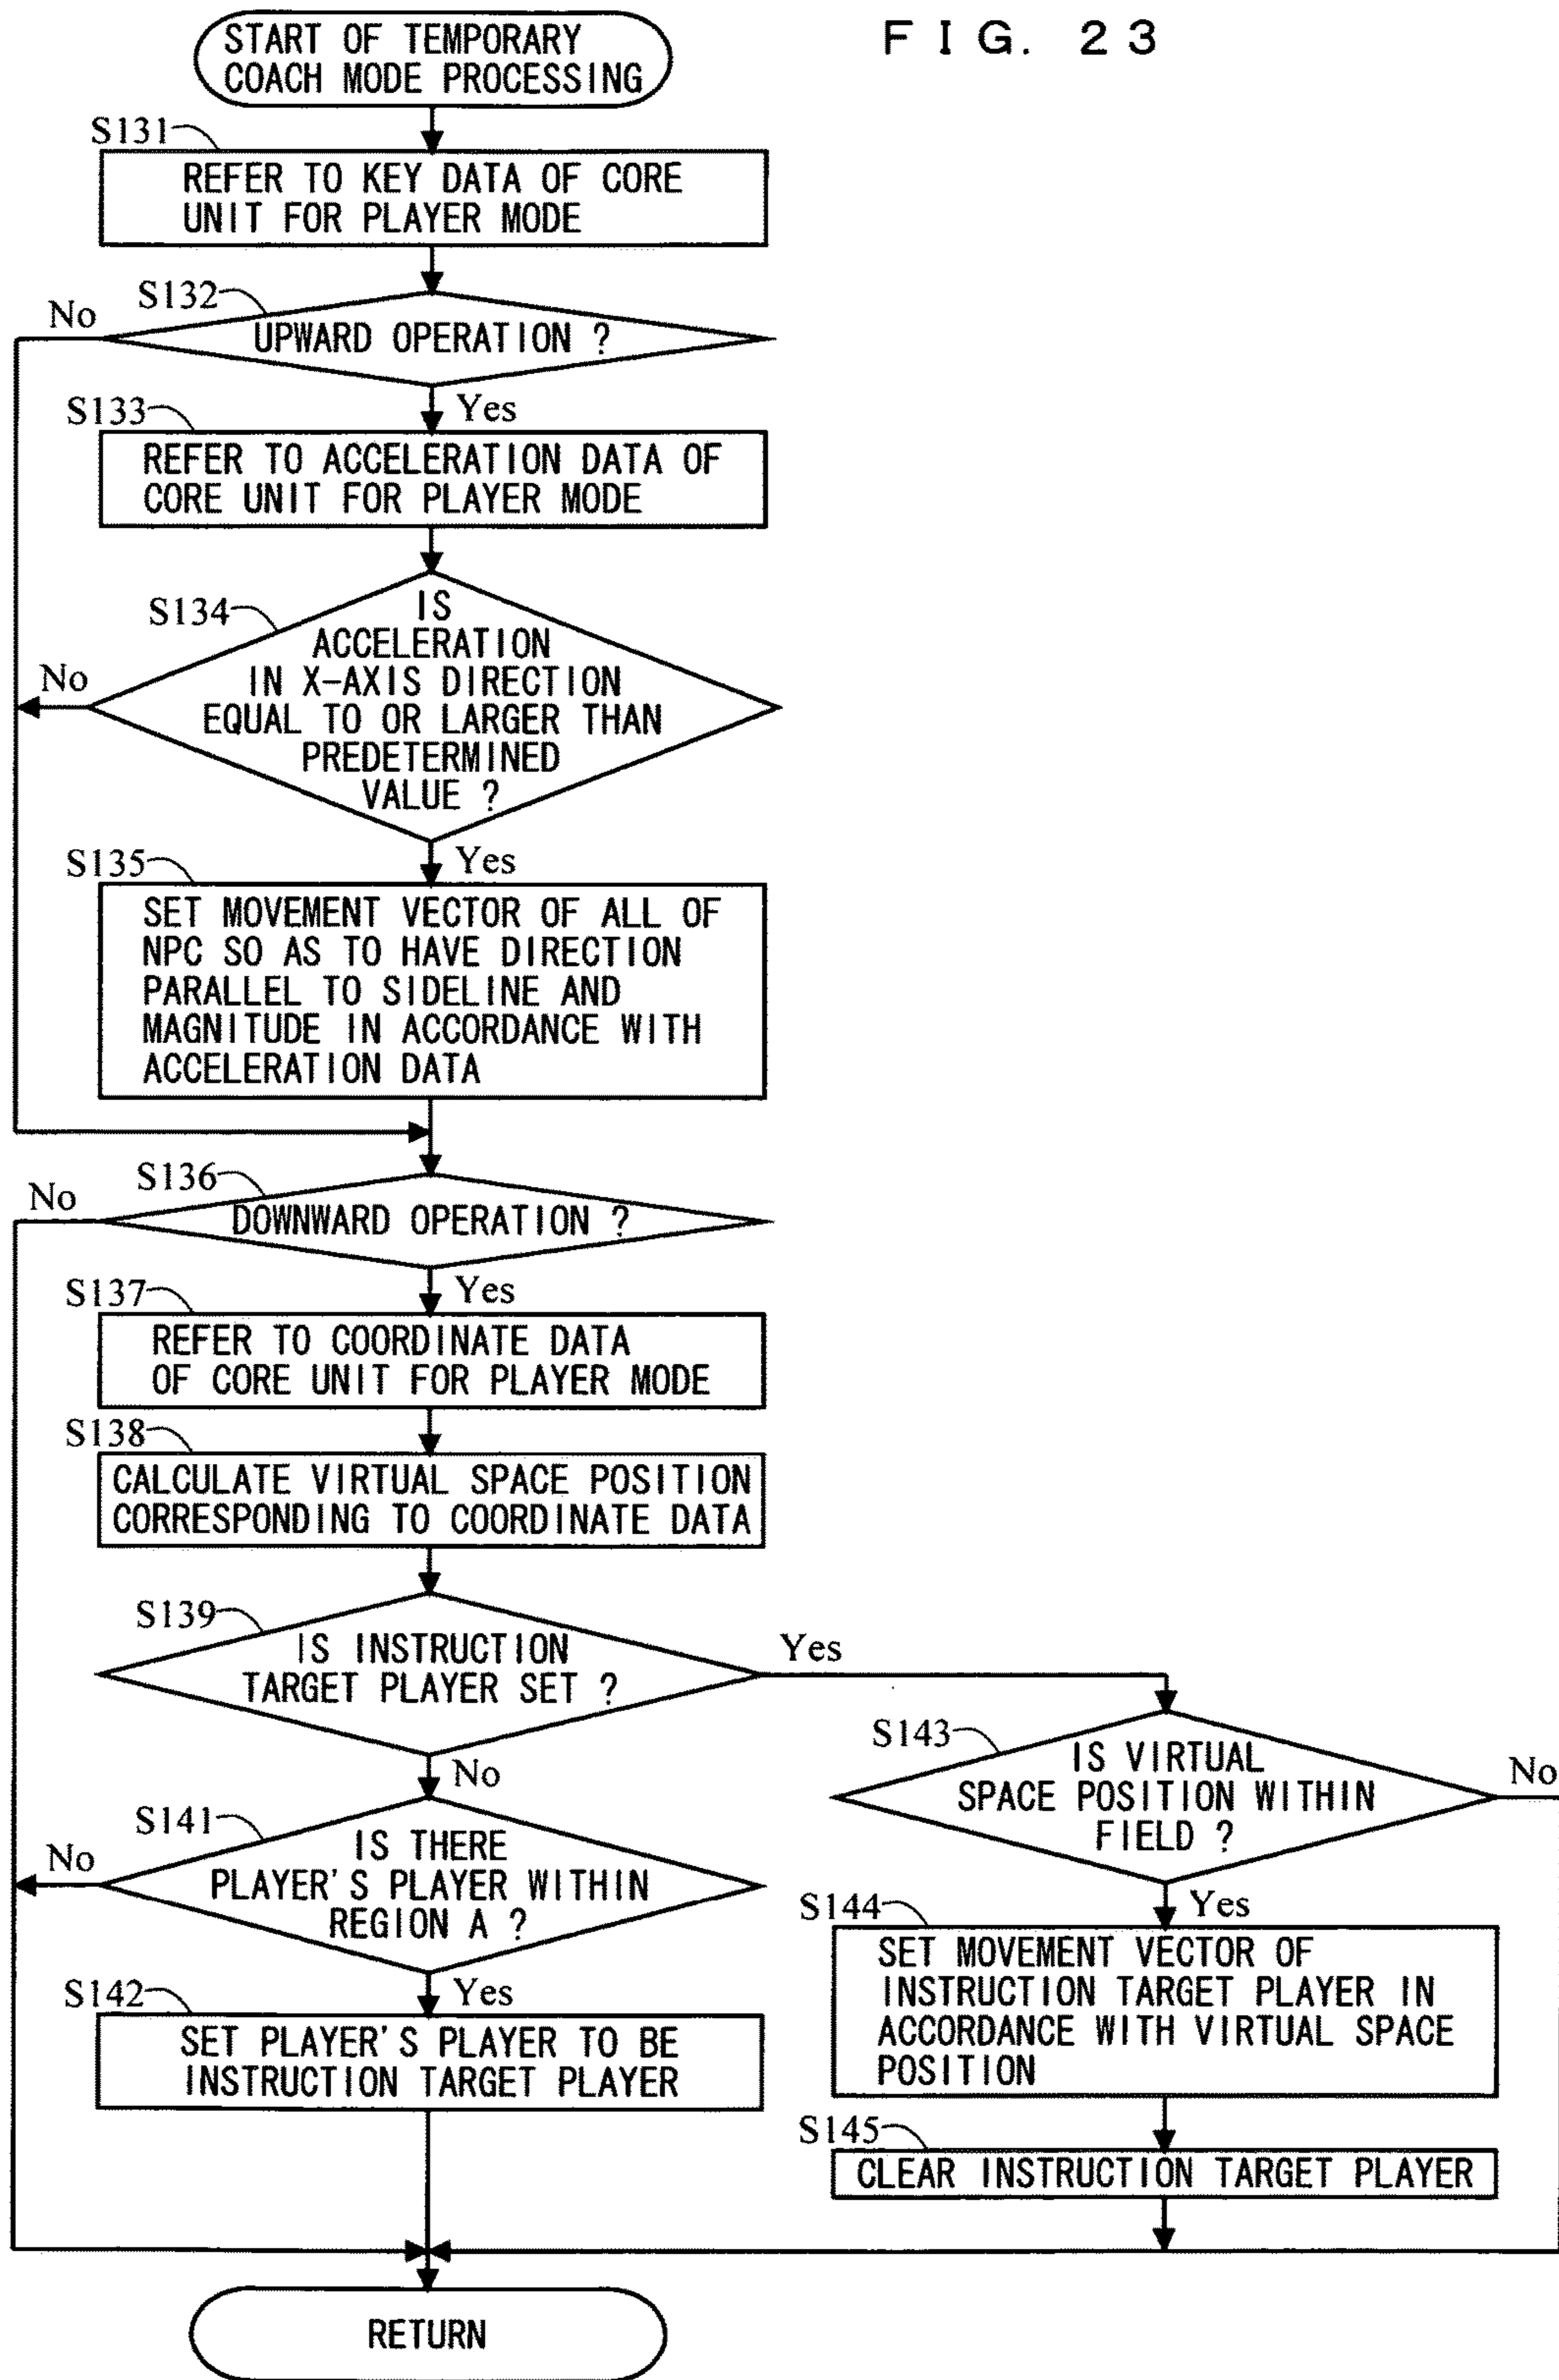 FIG. 23
START OF TEMPORARY
COACH MODE PROCESSING
S131
REFER TO KEY DATA OF CORE
UNIT FOR PLAYER MODE
S132
No
UPWARD OPERATION ?
Yes
S133
REFER TO ACCELERATION DATA OF
CORE UNIT FOR PLAYER MODE
S134
IS
ACCELERATION
IN X-AXIS DIRECTION
EQUAL TO OR LARGER THAN
PREDETERMINED
VALUE ?
No
Yes
S135
SET MOVEMENT VECTOR OF ALL OF
NPC SO AS TO HAVE DIRECTION
PARALLEL TO SIDELINE AND
MAGNITUDE IN ACCORDANCE WITH
ACCELERATION DATA
S136
No
DOWNWARD OPERATION ?
Yes
S137
REFER TO COORDINATE DATA
OF CORE UNIT FOR PLAYER MODE
S138
CALCULATE VIRTUAL SPACE POSITION
CORRESPONDING TO COORDINATE DATA
S139
IS INSTRUCTION
TARGET PLAYER SET ?
Yes
No
S141
IS THERE
PLAYER'S PLAYER WITHIN
REGION A ?
No
Yes
S142
SET PLAYER'S PLAYER TO BE
INSTRUCTION TARGET PLAYER
S143
IS VIRTUAL
SPACE POSITION WITHIN
FIELD ?
No
Yes
S144
SET MOVEMENT VECTOR OF
INSTRUCTION TARGET PLAYER IN
ACCORDANCE WITH VIRTUAL SPACE
POSITION
S145
CLEAR INSTRUCTION TARGET PLAYER
RETURN